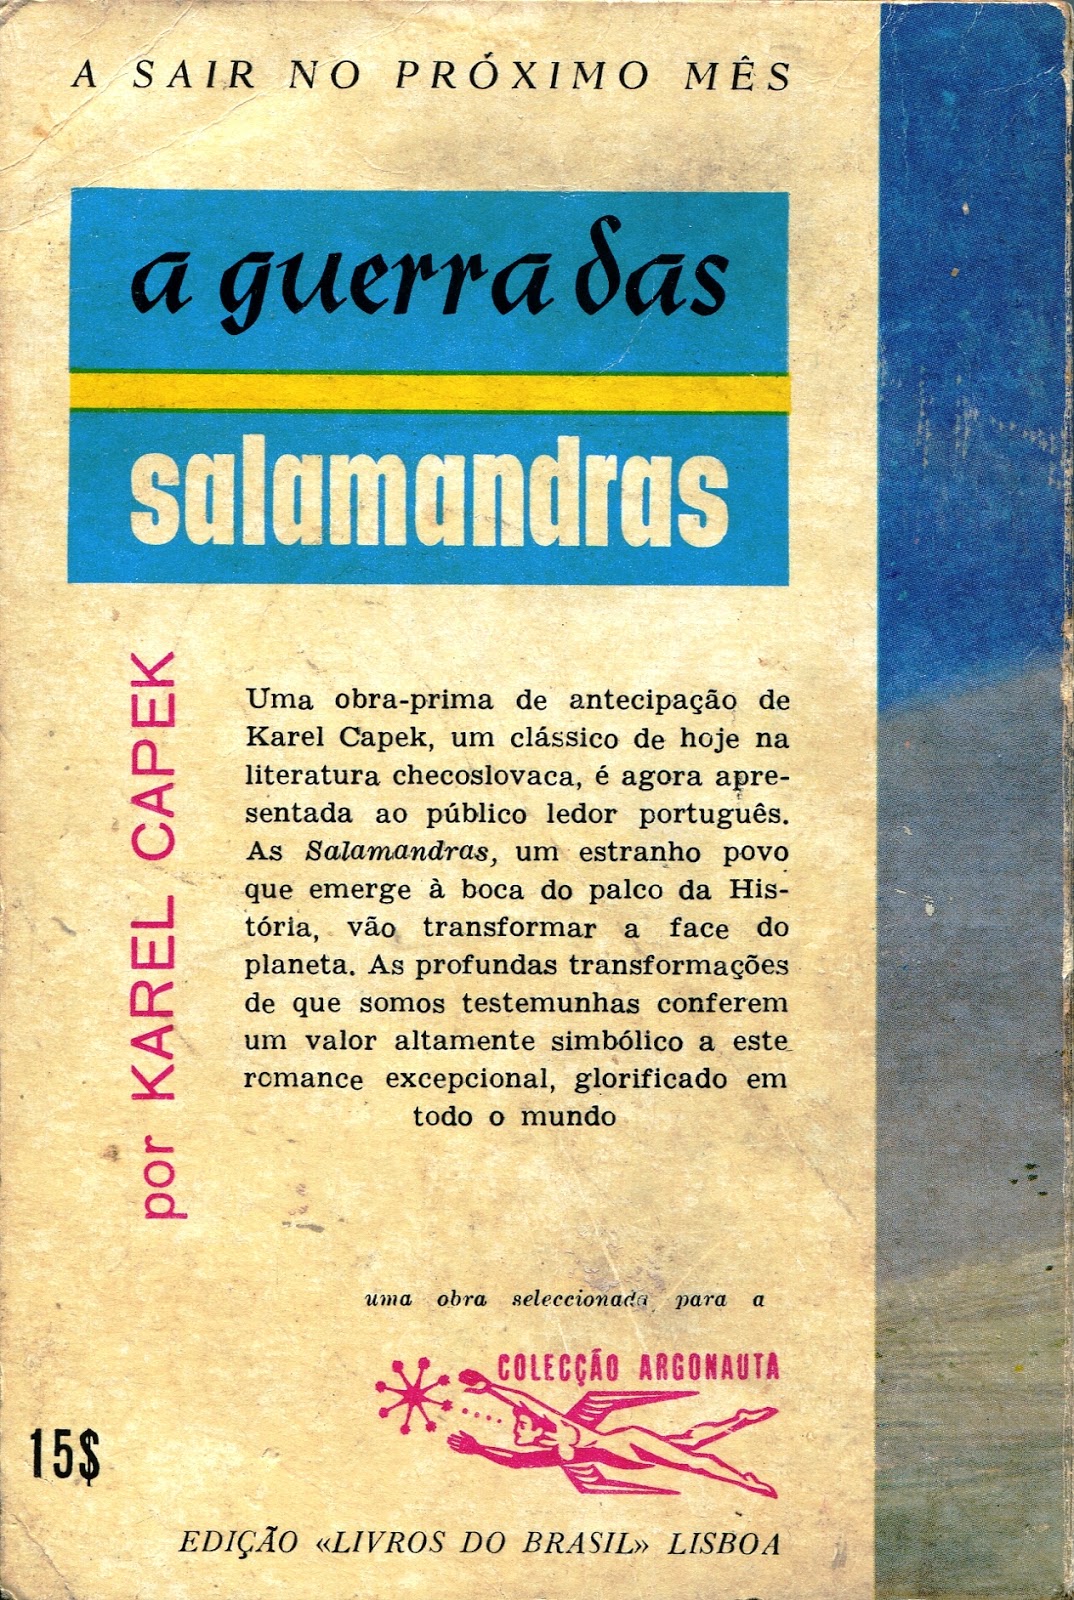 A SAIR NO PRÓXIMO MÊS
a guerra das
salamandras
por KAREL CAPEK
Uma obra-prima de antecipação de
Karel Capek, um clássico de hoje na
literatura checoslovaca, é agora apre-
sentada ao público ledor português.
As Salamandras, um estranho povo
que emerge à boca do palco da His-
tória, vão transformar a face do
planeta. As profundas transformações
de que somos testemunhas conferem
um valor altamente simbólico a este
romance excepcional, glorificado em
todo o mundo
uma obra seleccionada para a
COLECÇÃO ARGONAUTA
15$
EDIÇÃO «LIVROS DO BRASIL» LISBOA